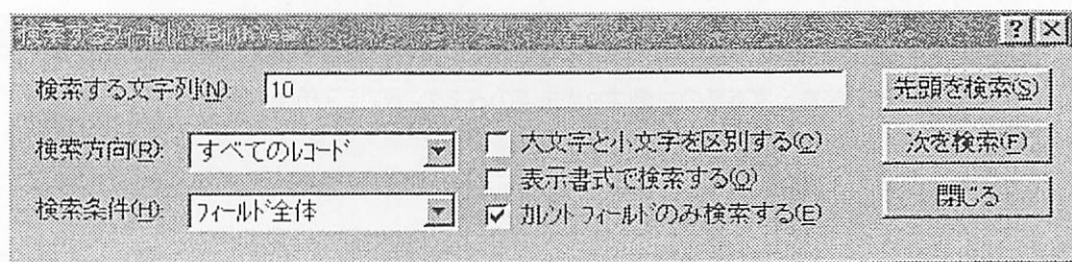 検索するフィールド : BirthYear
検索する文字列(N): 10 先頭を検索(S)
検索方向(R): すべてのレコード 大文字と小文字を区別する(C) 次を検索(F)
表示書式で検索する(O)
検索条件(H): フィールド全体 カレント フィールドのみ検索する(E) 閉じる